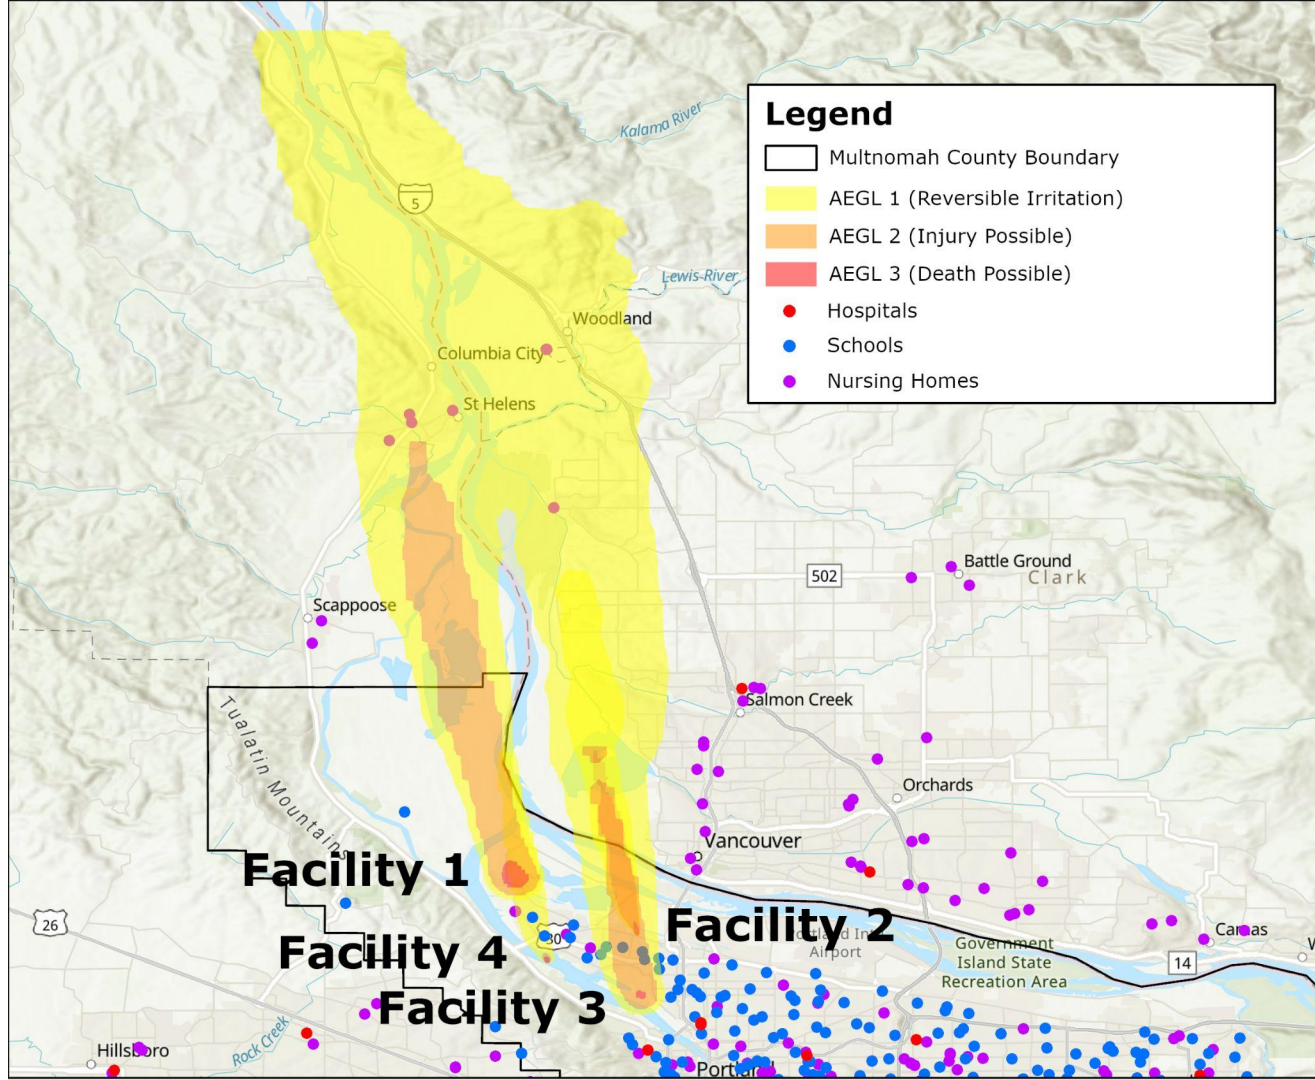 Kalama River
Legend
Multnomah County Boundary
AEGL 1 (Reversible Irritation)
AEGL 2 (Injury Possible)
AEGL 3 (Death Possible)
Hospitals
Schools
Nursing Homes
5
Lewis River
Woodland
Columbia City
St Helens
502
Battle Ground
Clark
Scappoose
Salmon Creek
Tualatin Mountains
Orchards
Vancouver
Facility 1
26
30
Facility 2
Portland Int
Airport
Camas
Facility 4
Government
Island State
Recreation Area
14
W
Facility 3
Rock Creek
Hillsboro
Portland